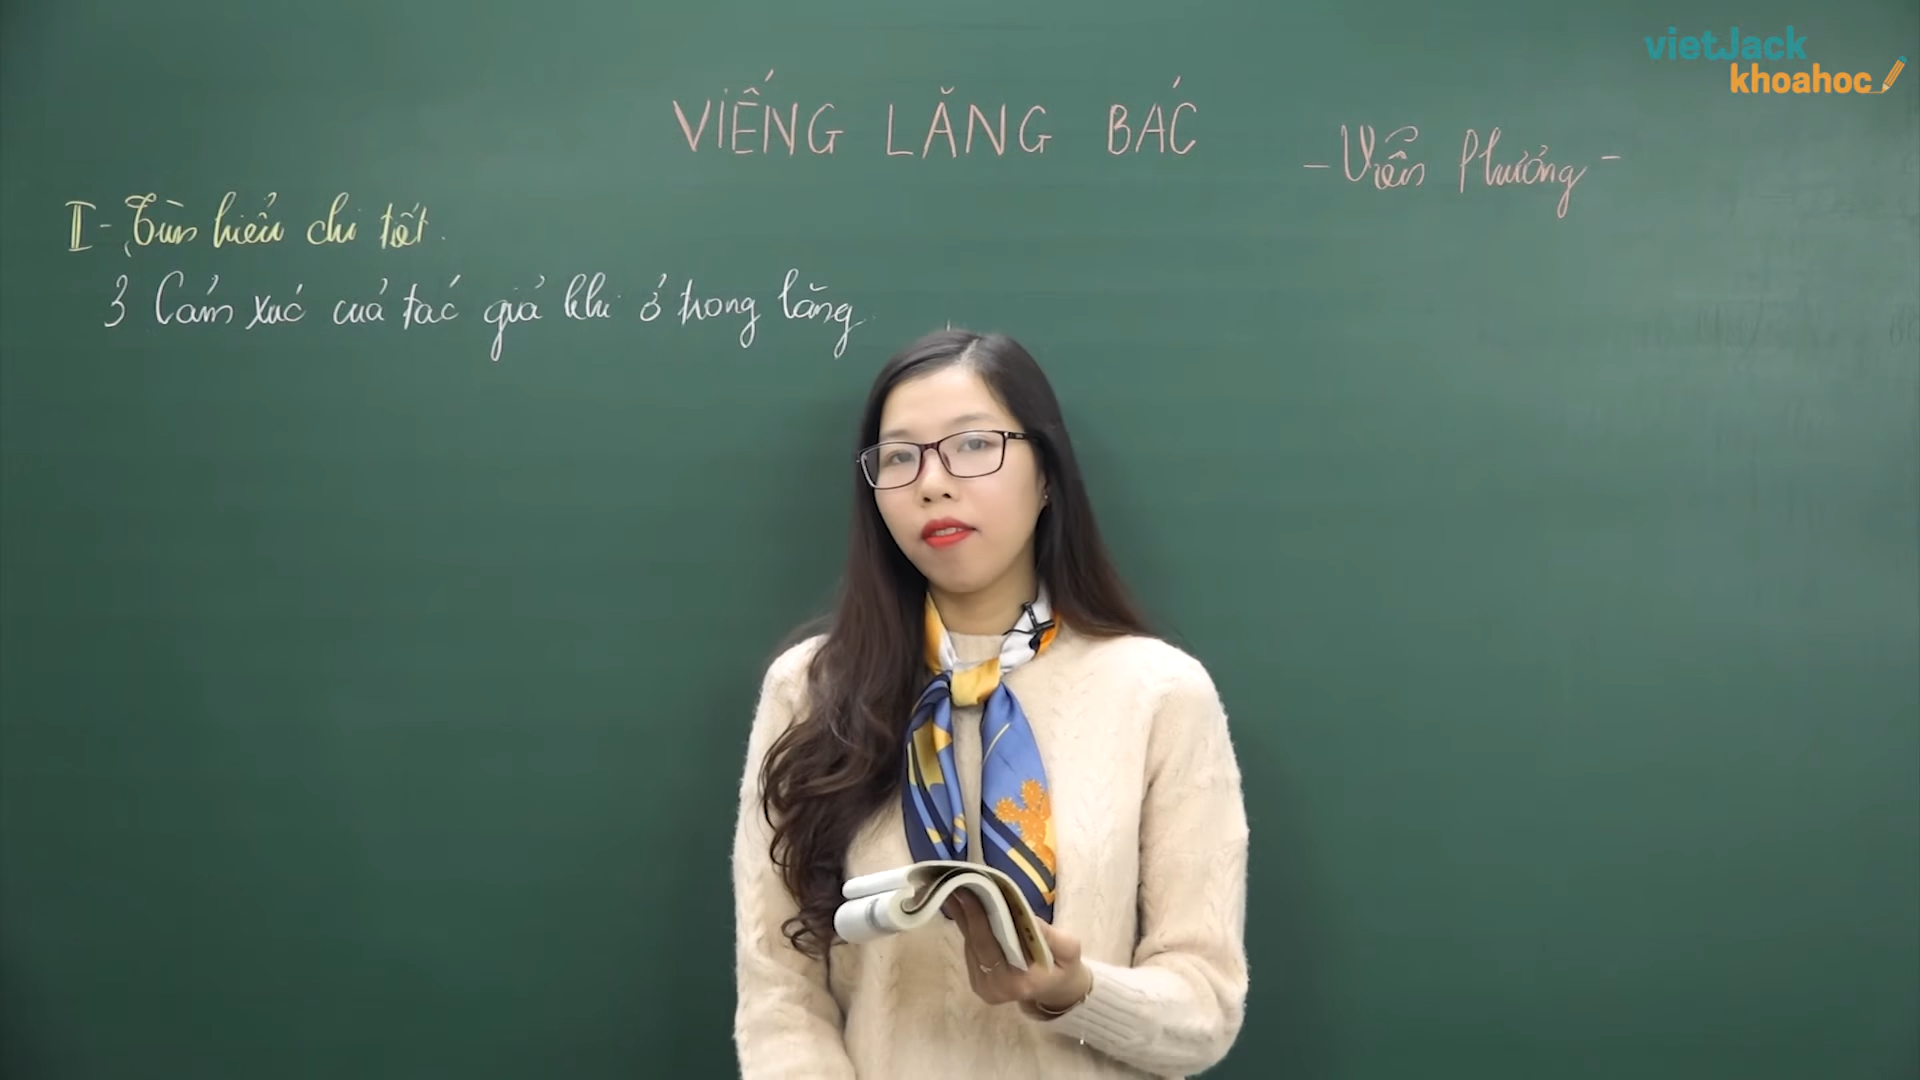 vietJack
khoahoc
VIẾNG LĂNG BÁC
- Viễn Phương -
II - Tìm hiểu chi tiết.
3 Cảm xúc của tác giả khi ở trong lăng